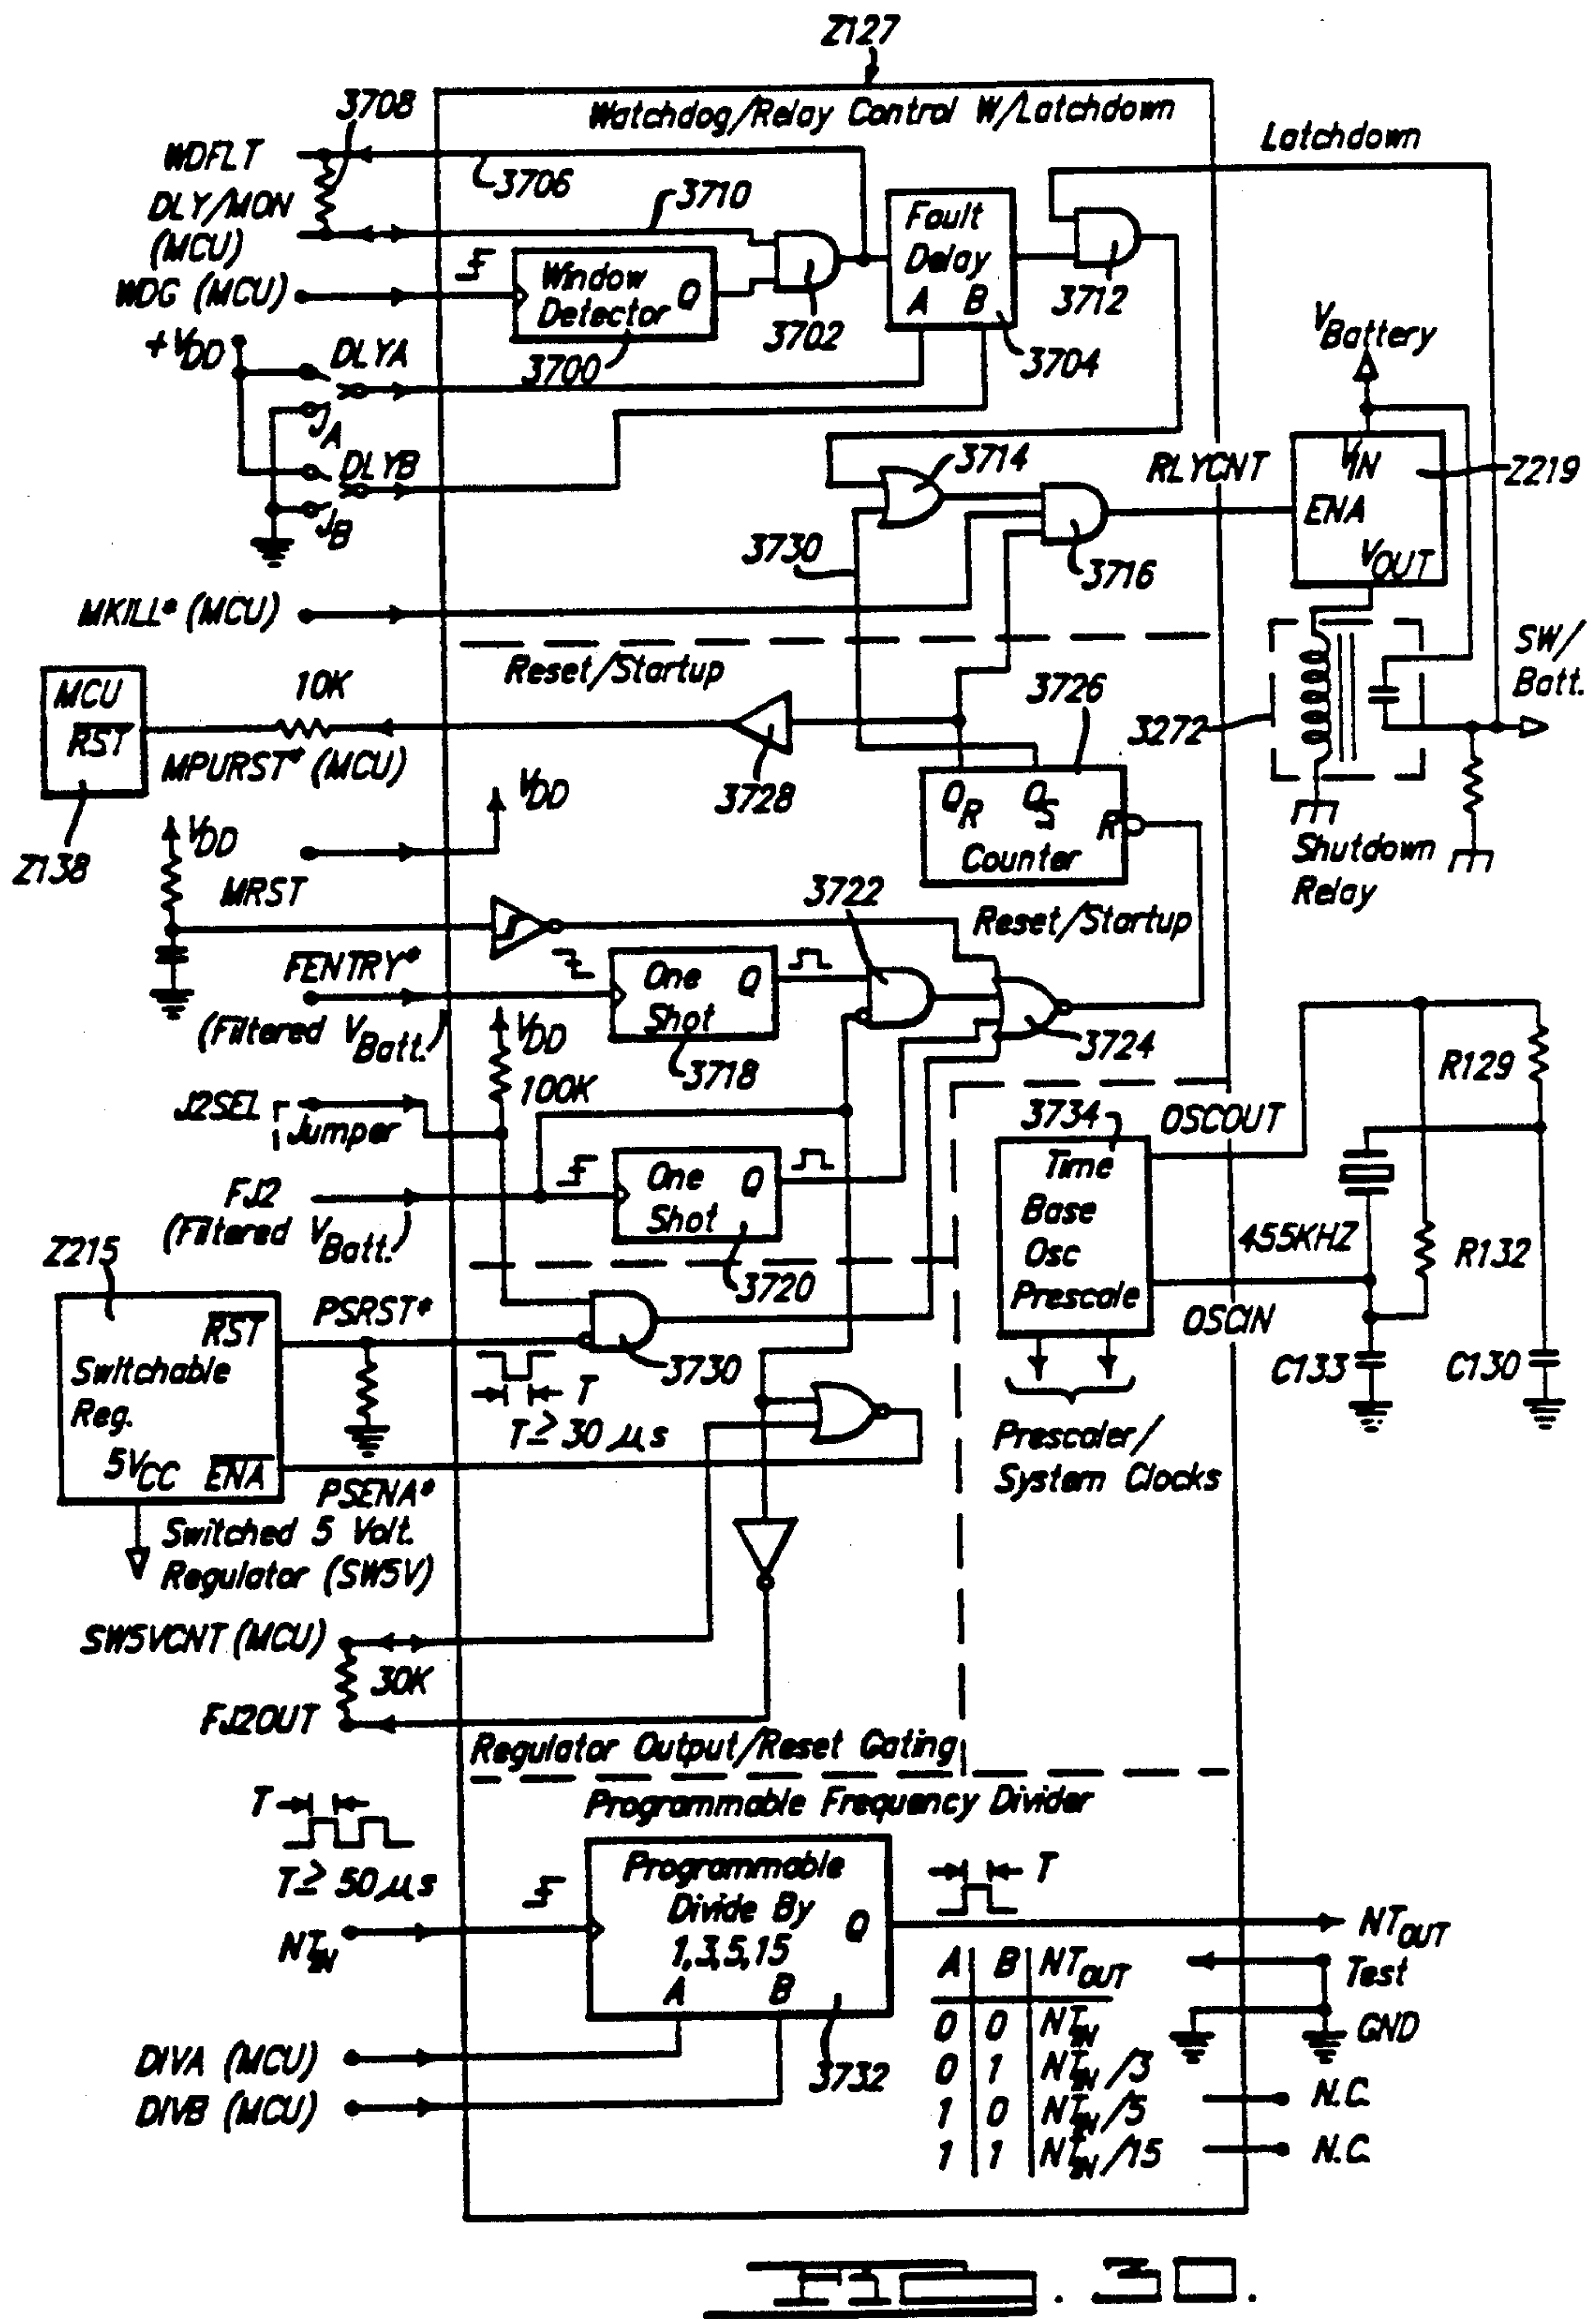 Z127
Watchdog/Relay Control W/Latchdown
3708
WDFLT
3706
Latchdown
DLY/MON
(MCU)
3710
Fault
Delay
A B
WDG (MCU)
Window
Detector
Q
3700
3702
3704
3712
+VDD
DLYA
JA
DLYB
JB
VBattery
3714
RLYCNT
VIN
ENA
VOUT
Z219
3730
3716
MKILL* (MCU)
Reset/Startup
MCU
RST
10K
MPURST* (MCU)
3728
3726
3272
SW/
Batt.
Z138
VDD
VDD
MRST
QR QS
R
Counter
Shutdown
Relay
3722
Reset/Startup
FENTRY*
(Filtered VBatt.)
One
Shot
Q
3718
3724
VDD
100K
J2SEL
Jumper
R129
3734
OSCOUT
FJ2
(Filtered VBatt.)
One
Shot
Q
3720
Time
Base
Osc
Prescale
455KHZ
R132
OSCIN
Z215
RST
Switchable
Reg.
5VCC ENA
PSRST*
3730
T
T≥30μs
C133
C130
Prescaler/
System Clocks
PSENA*
Switched 5 Volt.
Regulator (SW5V)
SW5VCNT (MCU)
30K
FJ2OUT
Regulator Output/Reset Gating
Programmable Frequency Divider
T
T≥50μs
NTIN
Programmable
Divide By
1,3,5,15
Q
A B
3732
T
NTOUT
Test
GND
A B NTOUT
0 0 NTIN
0 1 NTIN/3
1 0 NTIN/5
1 1 NTIN/15
N.C.
N.C.
DIVA (MCU)
DIVB (MCU)